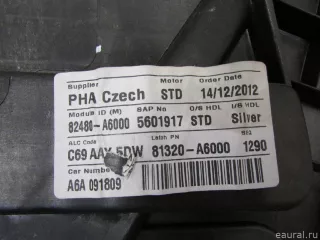 Supplier Motor Order Date
PHA Czech STD 14/12/2012
Module ID (M) SAP No O/S HDL I/S HDL
82480-A6000 5601917 STD Silver
ALC Code Latch PN SEQ
C69 AAY 5DW 81320-A6000 1290
Car Number
A6A 091809
© eaural.ru